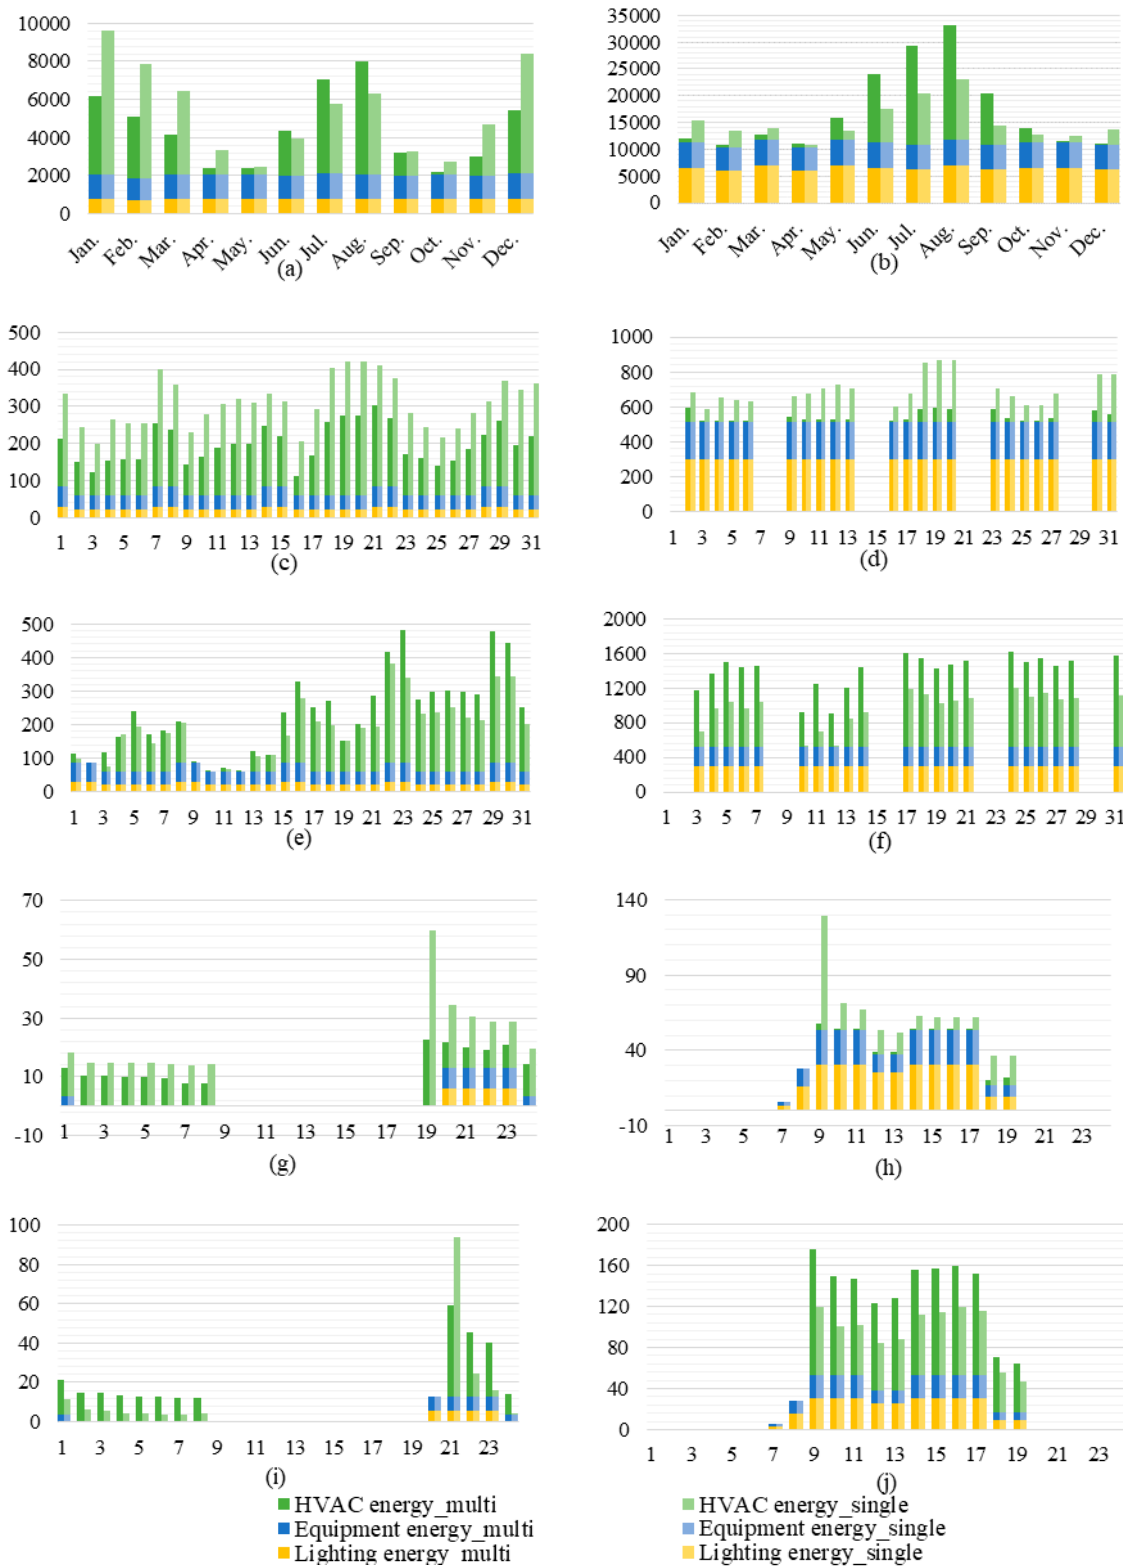 10000
8000
6000
4000
2000
0
Jan. Feb. Mar. Apr. May. Jun. Jul. Aug. Sep. Oct. Nov. Dec.
(a)
35000
30000
25000
20000
15000
10000
5000
0
Jan. Feb. Mar. Apr. May. Jun. Jul. Aug. Sep. Oct. Nov. Dec.
(b)
500
400
300
200
100
0
1 3 5 7 9 11 13 15 17 19 21 23 25 27 29 31
(c)
1000
800
600
400
200
0
1 3 5 7 9 11 13 15 17 19 21 23 25 27 29 31
(d)
500
400
300
200
100
0
1 3 5 7 9 11 13 15 17 19 21 23 25 27 29 31
(e)
2000
1600
1200
800
400
0
1 3 5 7 9 11 13 15 17 19 21 23 25 27 29 31
(f)
70
50
30
10
-10
1 3 5 7 9 11 13 15 17 19 21 23
(g)
140
90
40
-10
1 3 5 7 9 11 13 15 17 19 21 23
(h)
100
80
60
40
20
0
1 3 5 7 9 11 13 15 17 19 21 23
(i)
200
160
120
80
40
0
1 3 5 7 9 11 13 15 17 19 21 23
(j)
HVAC energy_multi
Equipment energy_multi
Lighting energy_multi
HVAC energy_single
Equipment energy_single
Lighting energy_single